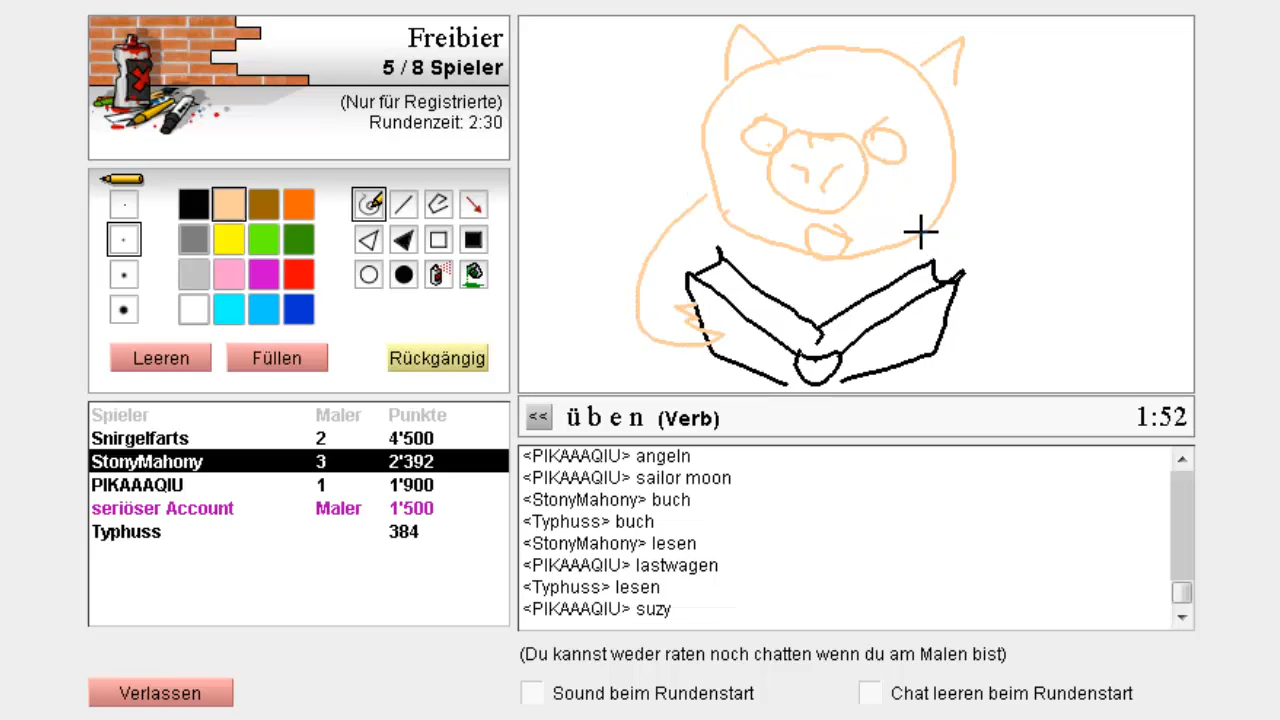 Freibier
5 / 8 Spieler
(Nur für Registrierte)
Rundenzeit: 2:30
Leeren Füllen Rückgängig
Spieler Maler Punkte
Snirgelfarts 2 4'500
StonyMahony 3 2'392
PIKAAAQIU 1 1'900
seriöser Account Maler 1'500
Typhuss 384
Verlassen
<< üben (Verb) 1:52
<PIKAAAQIU> angeln
<PIKAAAQIU> sailor moon
<StonyMahony> buch
<Typhuss> buch
<StonyMahony> lesen
<PIKAAAQIU> lastwagen
<Typhuss> lesen
<PIKAAAQIU> suzy
(Du kannst weder raten noch chatten wenn du am Malen bist)
Sound beim Rundenstart Chat leeren beim Rundenstart